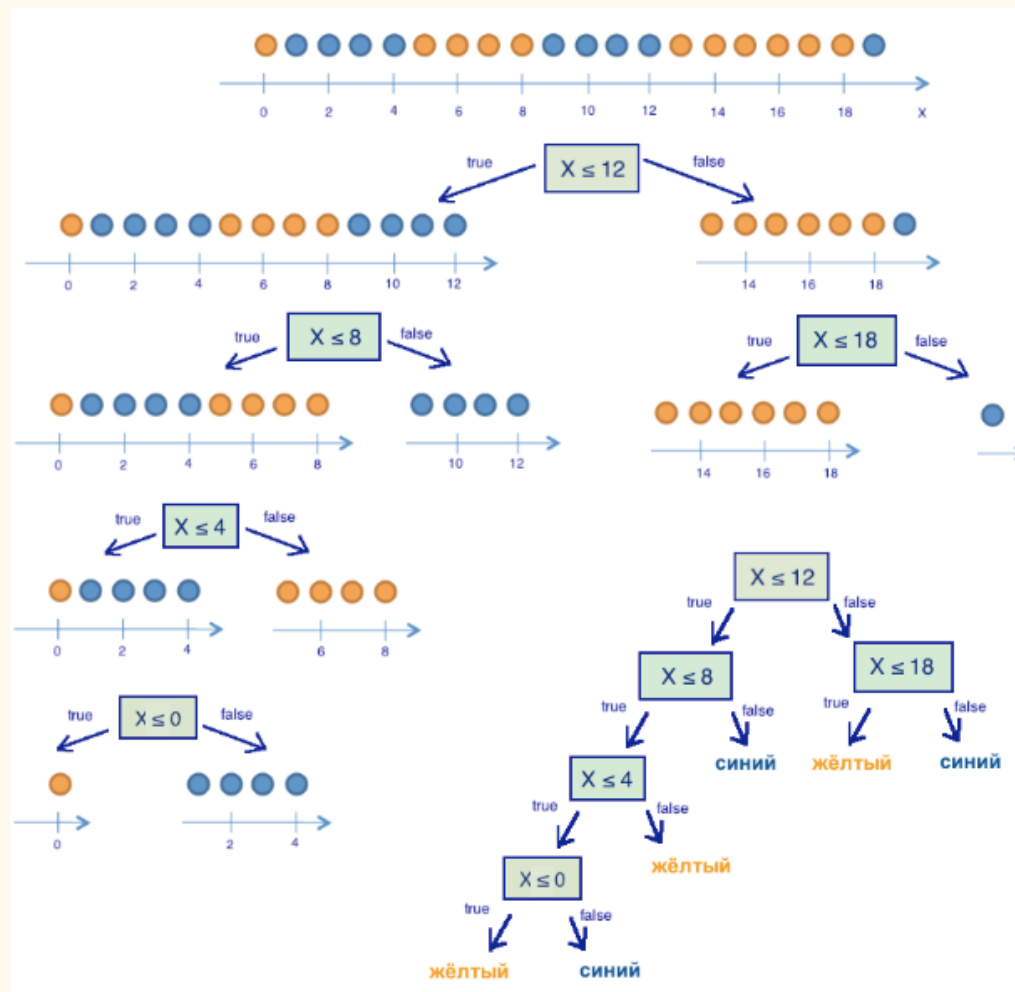 0 2 4 6 8 10 12 14 16 18 X
true X ≤ 12 false
0 2 4 6 8 10 12
14 16 18
true X ≤ 8 false
true X ≤ 18 false
0 2 4 6 8
10 12
14 16 18
true X ≤ 4 false
0 2 4
6 8
true X ≤ 0 false
0
2 4
X ≤ 12
true false
X ≤ 8 X ≤ 18
true false true false
X ≤ 4 синий жёлтый синий
true false
X ≤ 0 жёлтый
true false
жёлтый синий